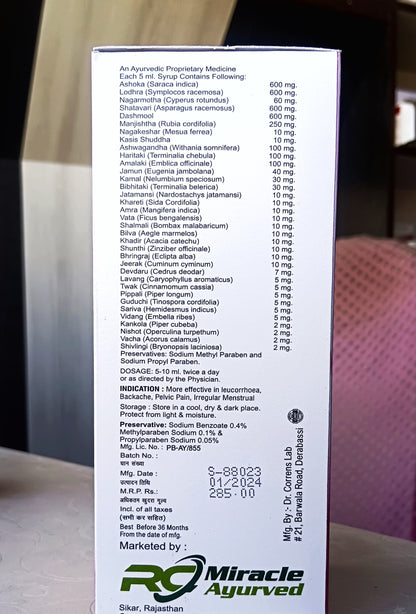 An Ayurvedic Proprietary Medicine
Each 5 ml. Syrup Contains Following:
Ashoka (Saraca indica) 600 mg.
Lodhra (Symplocos racemosa) 600 mg.
Nagarmotha (Cyperus rotundus) 60 mg.
Shatavari (Asparagus racemosus) 600 mg.
Dashmool 600 mg.
Manjishtha (Rubia cordifolia) 250 mg.
Nagakeshar (Mesua ferrea) 10 mg.
Kasis Shuddha 10 mg.
Ashwagandha (Withania somnifera) 100 mg.
Haritaki (Terminalia chebula) 100 mg.
Amalaki (Emblica officinale) 100 mg.
Jamun (Eugenia jambolana) 40 mg.
Kamal (Nelumbium speciosum) 30 mg.
Bibhitaki (Terminalia belerica) 30 mg.
Jatamansi (Nardostachys jatamansi) 10 mg.
Khareti (Sida Cordifolia) 10 mg.
Amra (Mangifera indica) 10 mg.
Vata (Ficus bengalensis) 10 mg.
Shalmali (Bombax malabaricum) 10 mg.
Bilva (Aegle marmelos) 10 mg.
Khadir (Acacia catechu) 10 mg.
Shunthi (Zinziber officinale) 10 mg.
Bhringraj (Eclipta alba) 10 mg.
Jeerak (Cuminum cyminum) 10 mg.
Devdaru (Cedrus deodar) 7 mg.
Lavang (Caryophyllus aromaticus) 5 mg.
Twak (Cinnamomum cassia) 5 mg.
Pippali (Piper longum) 5 mg.
Guduchi (Tinospora cordifolia) 5 mg.
Sariva (Hemidesmus indicus) 5 mg.
Vidang (Embella ribes) 5 mg.
Kankola (Piper cubeba) 2 mg.
Nishot (Operculina turpethum) 2 mg.
Vacha (Acorus calamus) 2 mg.
Shivlingi (Bryonopsis laciniosa) 2 mg.
Preservatives: Sodium Methyl Paraben and
Sodium Propyl Paraben.
DOSAGE: 5-10 ml. twice a day
or as directed by the Physician.
INDICATION : More effective in leucorrhoea,
Backache, Pelvic Pain, Irregular Menstrual
Storage : Store in a cool, dry & dark place.
Protect from light & moisture.
Preservative: Sodium Benzoate 0.4%
Methylparaben Sodium 0.1% &
Propylparaben Sodium 0.05%
Mfg. Lic. No.: PB-AY/855
Batch No. :
घान संख्या S-88023
Mfg. Date : 01/2024
उत्पादन तिथि
M.R.P. Rs.: 285.00
अधिकतम खुदरा मूल्य
Incl. of all taxes
(सभी कर सहित)
Best Before 36 Months
From the date of mfg.
Mfg. By :- Dr. Correns Lab
# 21, Barwala Road, Derabassi
Marketed by :
RC Miracle
Ayurved
Sikar, Rajasthan